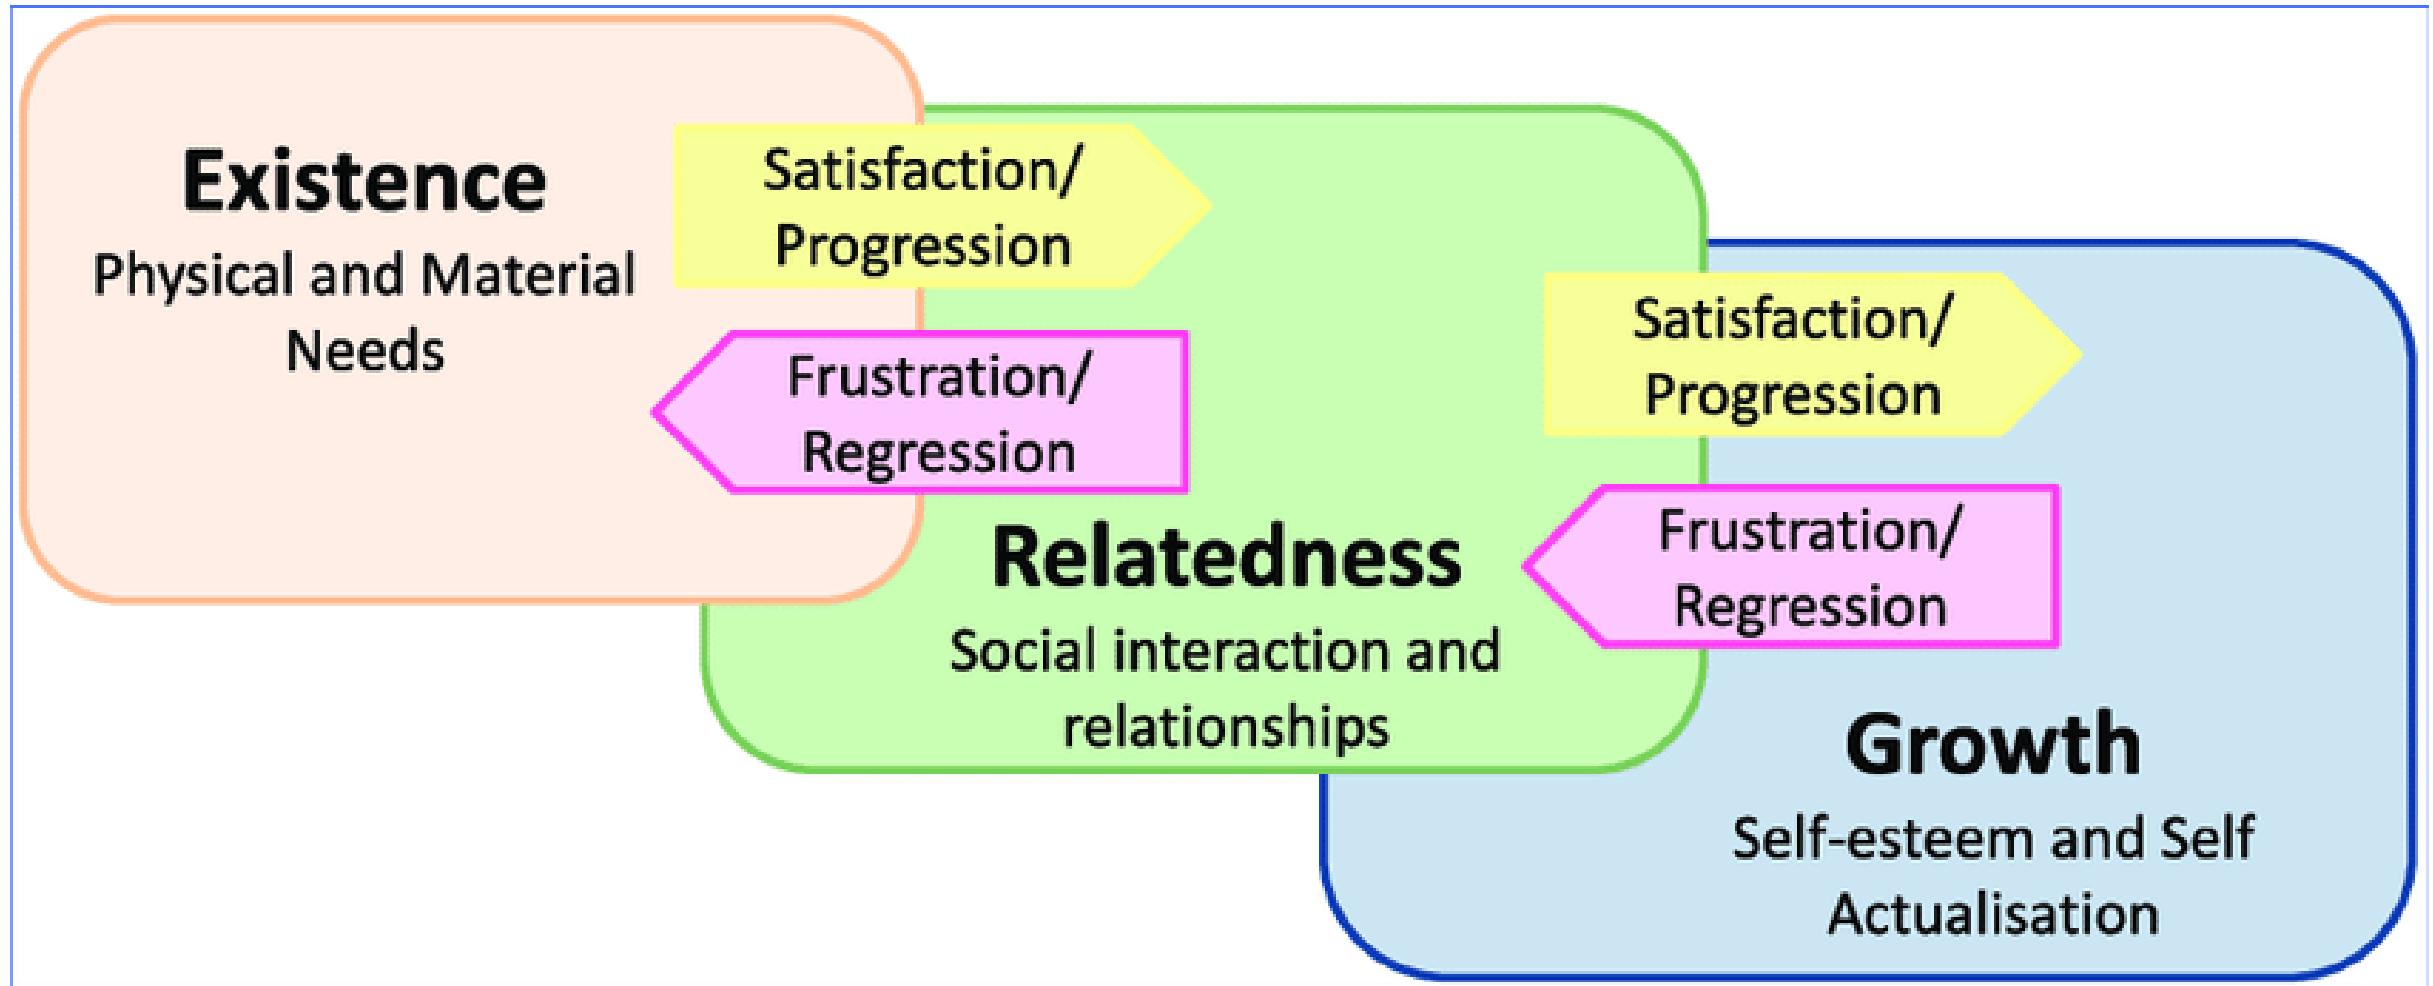 Existence
Physical and Material
Needs
Satisfaction/
Progression
Frustration/
Regression
Relatedness
Social interaction and
relationships
Satisfaction/
Progression
Frustration/
Regression
Growth
Self-esteem and Self
Actualisation